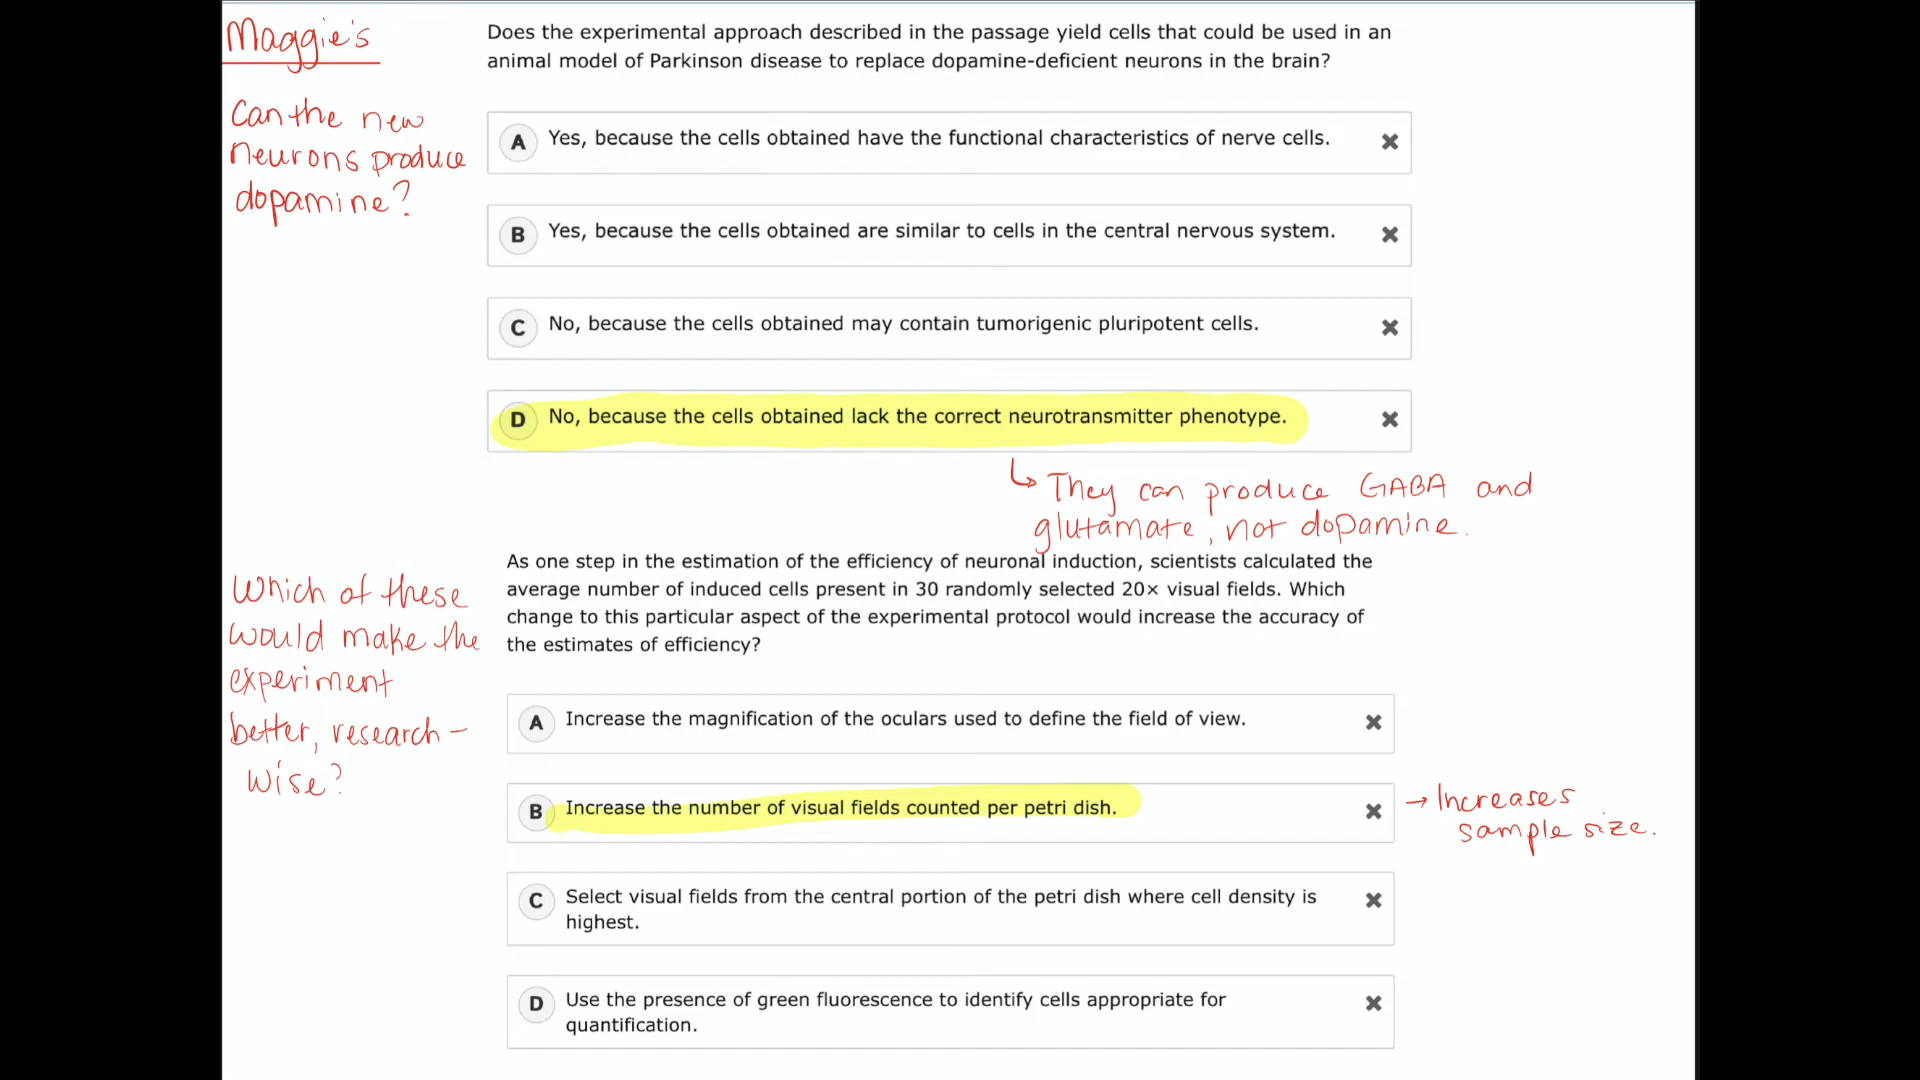 Maggie's
Does the experimental approach described in the passage yield cells that could be used in an
animal model of Parkinson disease to replace dopamine-deficient neurons in the brain?
Can the new
neurons produce
dopamine?
A Yes, because the cells obtained have the functional characteristics of nerve cells. ✖
B Yes, because the cells obtained are similar to cells in the central nervous system. ✖
C No, because the cells obtained may contain tumorigenic pluripotent cells. ✖
D No, because the cells obtained lack the correct neurotransmitter phenotype. ✖
↳ They can produce GABA and
glutamate, not dopamine.
As one step in the estimation of the efficiency of neuronal induction, scientists calculated the
average number of induced cells present in 30 randomly selected 20× visual fields. Which
change to this particular aspect of the experimental protocol would increase the accuracy of
the estimates of efficiency?
Which of these
would make the
experiment
better, research-
wise?
A Increase the magnification of the oculars used to define the field of view. ✖
B Increase the number of visual fields counted per petri dish. ✖
→ Increases
sample size.
C Select visual fields from the central portion of the petri dish where cell density is
highest. ✖
D Use the presence of green fluorescence to identify cells appropriate for
quantification. ✖